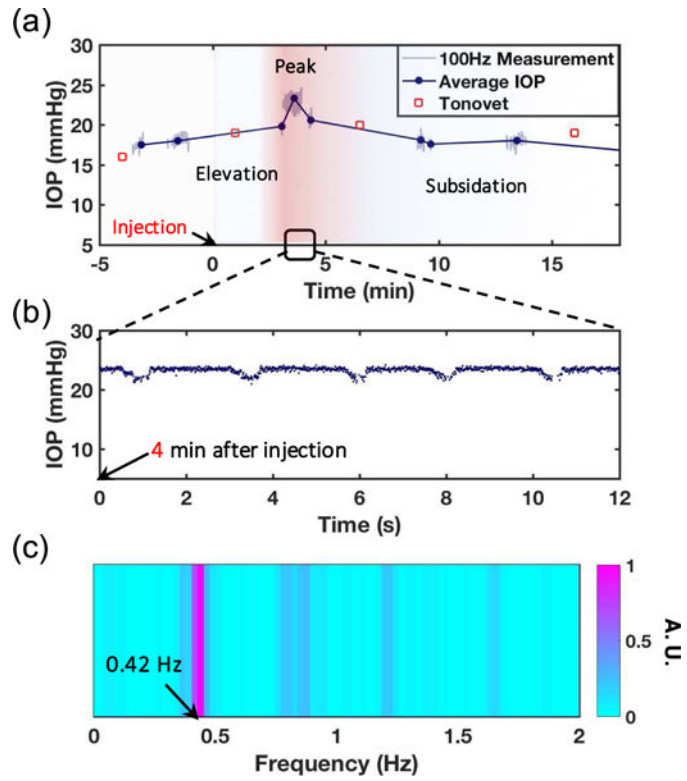 (a)
30
25
20
15
10
5
IOP (mmHg)
Peak
100Hz Measurement
Average IOP
Tonovet
Elevation
Subsidation
Injection
-5 0 5 10 15
Time (min)
(b)
30
20
10
IOP (mmHg)
4 min after injection
0 2 4 6 8 10 12
Time (s)
(c)
0.42 Hz
1
0.5
0
A. U.
0 0.5 1 1.5 2
Frequency (Hz)